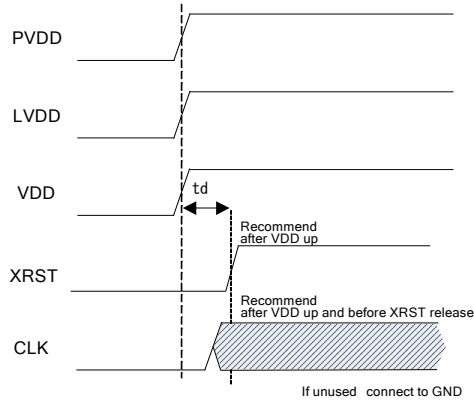 PVDD
LVDD
VDD
td
Recommend
after VDD up
XRST
Recommend
after VDD up and before XRST release
CLK
If unused connect to GND